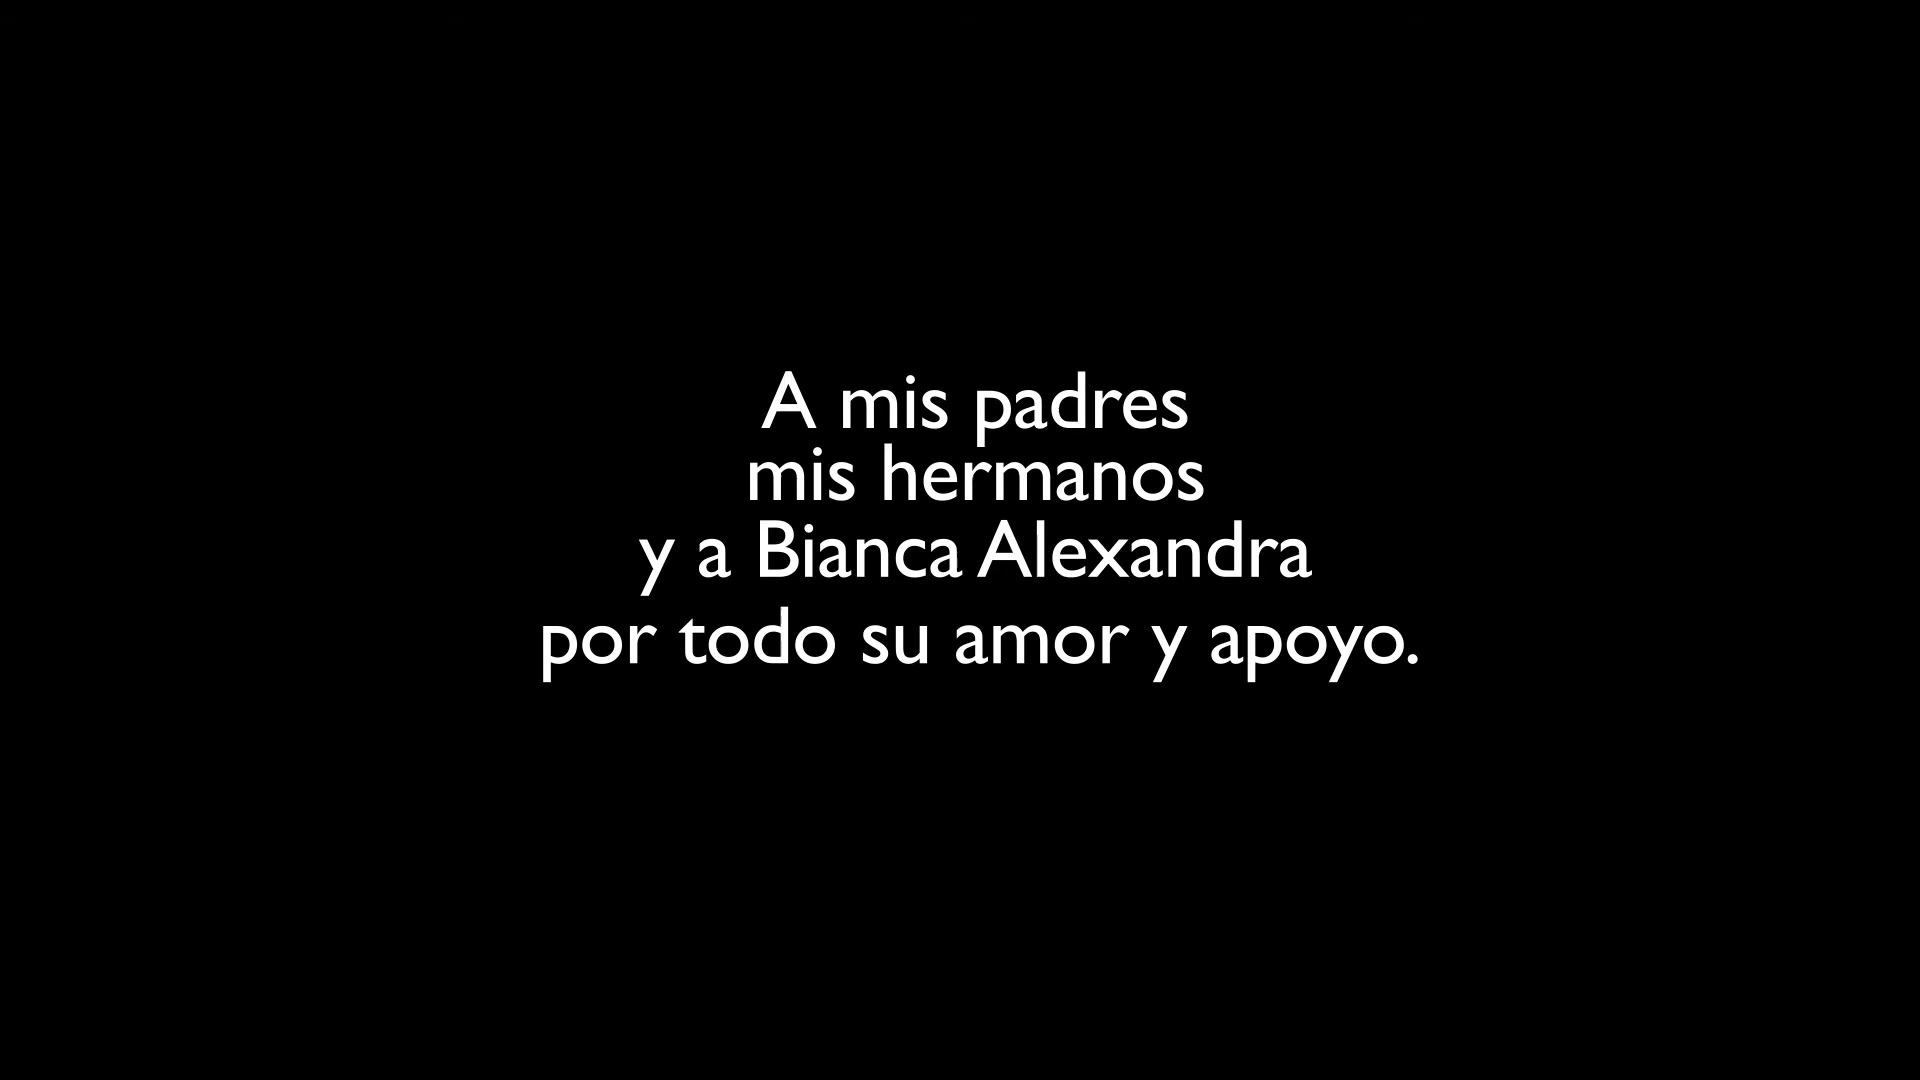 A mis padres
mis hermanos
y a Bianca Alexandra
por todo su amor y apoyo.